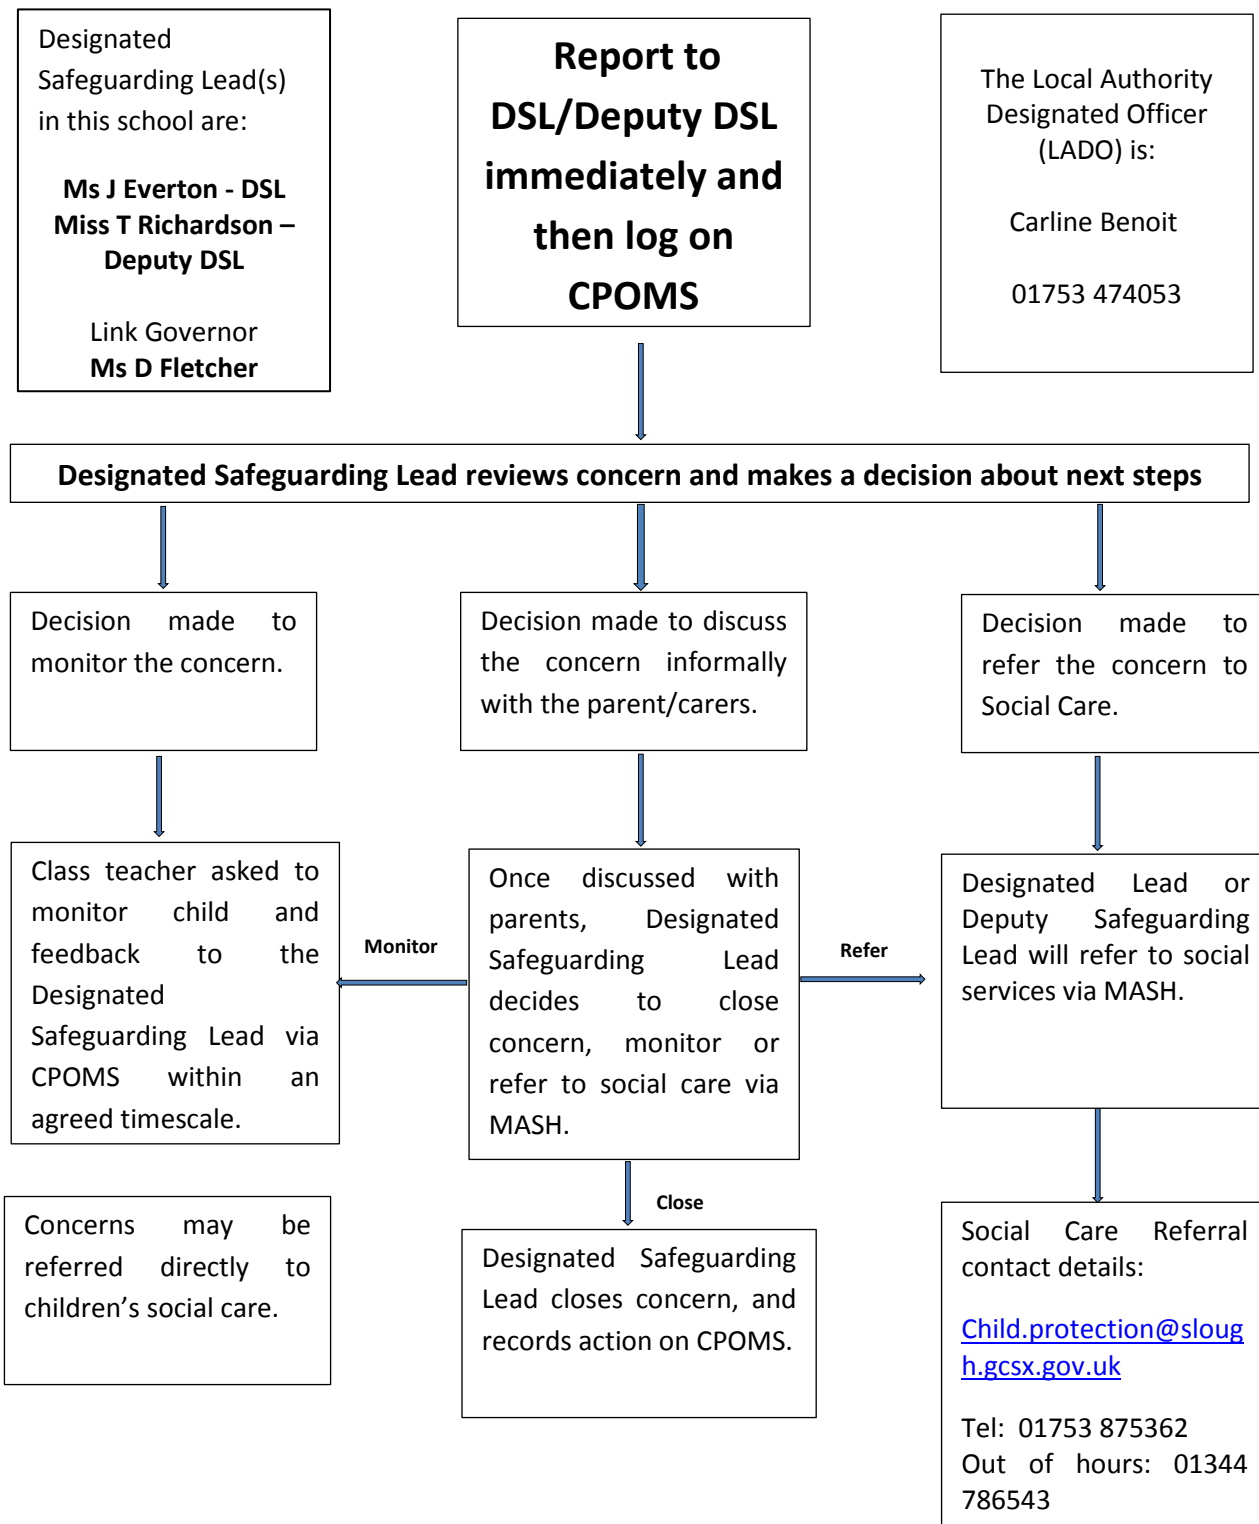 Designated
Safeguarding Lead(s)
in this school are:
Ms J Everton - DSL
Miss T Richardson –
Deputy DSL
Link Governor
Ms D Fletcher
Report to
DSL/Deputy DSL
immediately and
then log on
CPOMS
The Local Authority
Designated Officer
(LADO) is:
Carline Benoit
01753 474053
Designated Safeguarding Lead reviews concern and makes a decision about next steps
Decision made to
monitor the concern.
Decision made to discuss
the concern informally
with the parent/carers.
Decision made to
refer the concern to
Social Care.
Class teacher asked to
monitor child and
feedback to the
Designated
Safeguarding Lead via
CPOMS within an
agreed timescale.
Monitor
Once discussed with
parents, Designated
Safeguarding Lead
decides to close
concern, monitor or
refer to social care via
MASH.
Refer
Designated Lead or
Deputy Safeguarding
Lead will refer to social
services via MASH.
Concerns may be
referred directly to
children’s social care.
Close
Designated Safeguarding
Lead closes concern, and
records action on CPOMS.
Social Care Referral
contact details:
Child.protection@sloug
h.gcsx.gov.uk
Tel: 01753 875362
Out of hours: 01344
786543